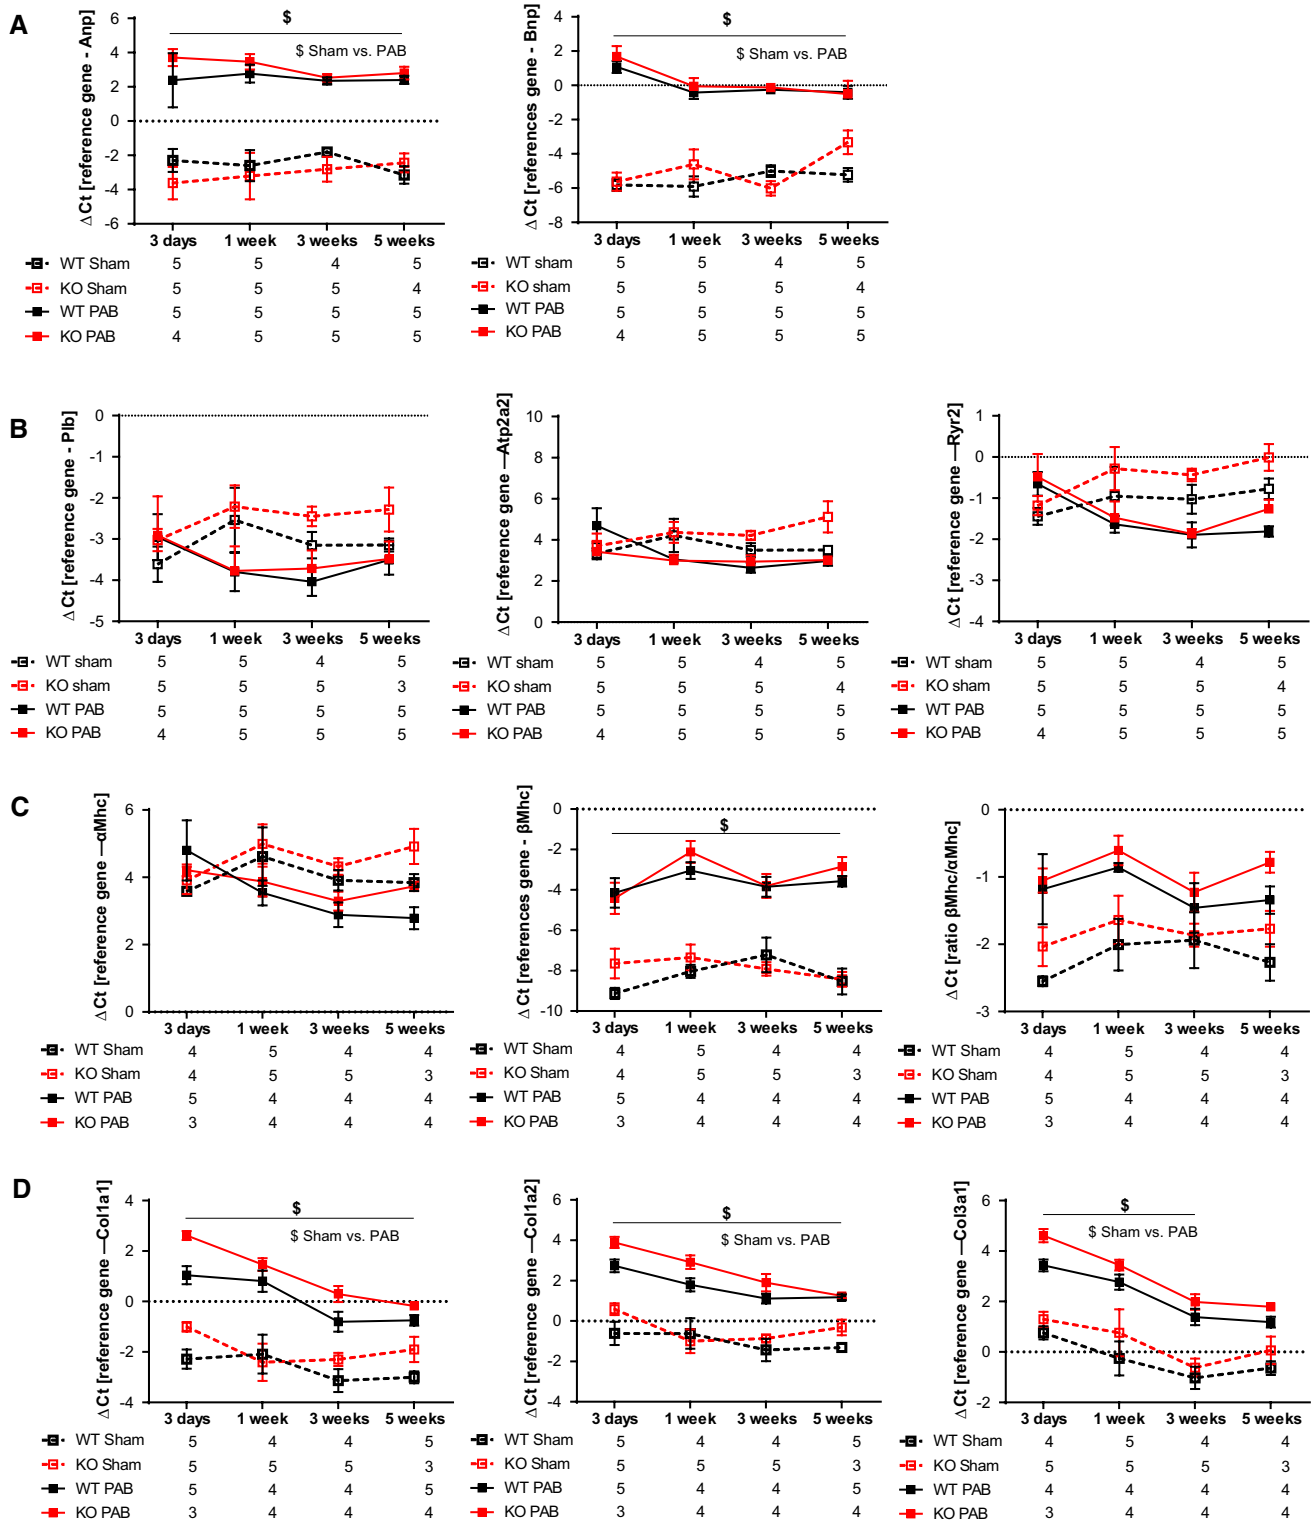 A
Δ Ct [reference gene - Anp]
6
4
2
0
-2
-4
-6
$
$ Sham vs. PAB
3 days 1 week 3 weeks 5 weeks
WT Sham 5 5 4 5
KO Sham 5 5 5 4
WT PAB 5 5 5 5
KO PAB 4 5 5 5
Δ Ct [references gene - Bnp]
4
2
0
-2
-4
-6
-8
$
$ Sham vs. PAB
3 days 1 week 3 weeks 5 weeks
WT sham 5 5 4 5
KO sham 5 5 5 4
WT PAB 5 5 5 5
KO PAB 4 5 5 5
B
Δ Ct [reference gene - Plb]
0
-1
-2
-3
-4
-5
3 days 1 week 3 weeks 5 weeks
WT sham 5 5 4 5
KO sham 5 5 5 3
WT PAB 5 5 5 5
KO PAB 4 5 5 5
Δ Ct [reference gene —Atp2a2]
10
8
6
4
2
0
3 days 1 week 3 weeks 5 weeks
WT sham 5 5 4 5
KO sham 5 5 5 4
WT PAB 5 5 5 5
KO PAB 4 5 5 5
Δ Ct [reference gene —Ryr2]
1
0
-1
-2
-3
-4
3 days 1 week 3 weeks 5 weeks
WT sham 5 5 4 5
KO sham 5 5 5 4
WT PAB 5 5 5 5
KO PAB 4 5 5 5
C
Δ Ct [reference gene —αMhc]
6
4
2
0
3 days 1 week 3 weeks 5 weeks
WT Sham 4 5 4 4
KO Sham 4 5 5 3
WT PAB 5 4 4 4
KO PAB 3 4 4 4
Δ Ct [references gene - βMhc]
0
-2
-4
-6
-8
-10
$
3 days 1 week 3 weeks 5 weeks
WT Sham 4 5 4 4
KO Sham 4 5 5 3
WT PAB 5 4 4 4
KO PAB 3 4 4 4
Δ Ct [ratio βMhc/αMhc]
0
-1
-2
-3
3 days 1 week 3 weeks 5 weeks
WT Sham 4 5 4 4
KO Sham 4 5 5 3
WT PAB 5 4 4 4
KO PAB 3 4 4 4
D
Δ Ct [reference gene —Col1a1]
4
2
0
-2
-4
$
$ Sham vs. PAB
3 days 1 week 3 weeks 5 weeks
WT Sham 5 4 4 5
KO Sham 5 5 5 3
WT PAB 5 4 4 5
KO PAB 3 4 4 4
Δ Ct [reference gene —Col1a2]
6
4
2
0
-2
-4
$
$ Sham vs. PAB
3 days 1 week 3 weeks 5 weeks
WT Sham 5 4 4 5
KO Sham 5 5 5 3
WT PAB 5 4 4 5
KO PAB 3 4 4 4
Δ Ct [reference gene —Col3a1]
6
4
2
0
-2
$
$ Sham vs. PAB
3 days 1 week 3 weeks 5 weeks
WT Sham 4 5 4 4
KO Sham 5 5 5 3
WT PAB 4 4 4 4
KO PAB 3 4 4 4